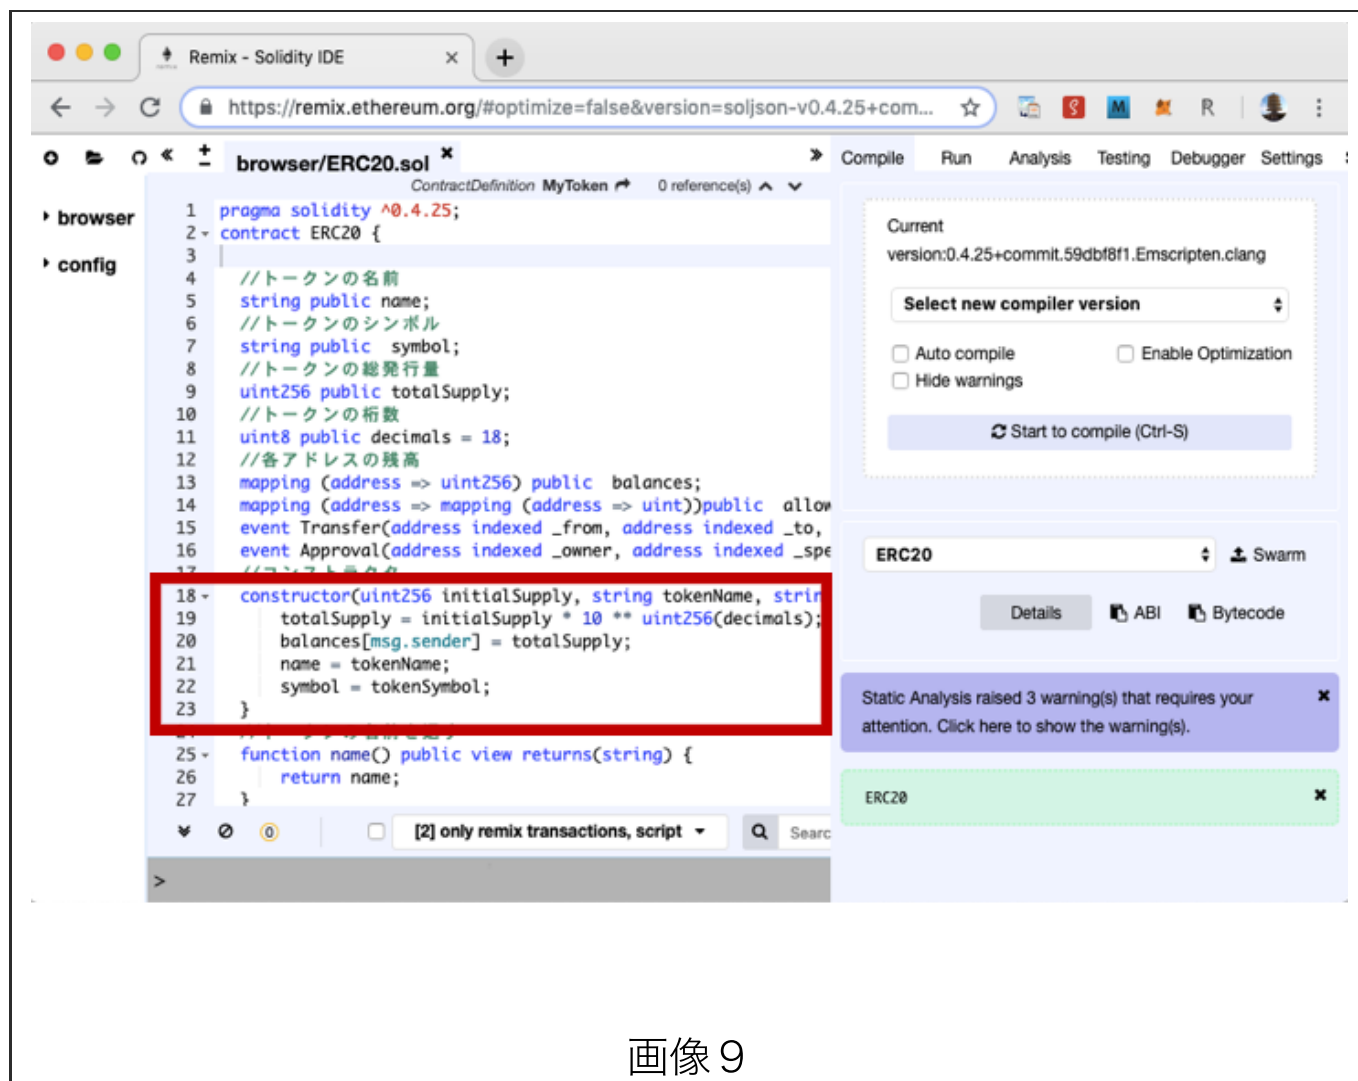 Remix - Solidity IDE
https://remix.ethereum.org/#optimize=false&version=soljson-v0.4.25+com...
browser/ERC20.sol
Compile Run Analysis Testing Debugger Settings
ContractDefinition MyToken 0 reference(s)
browser
config
1 pragma solidity ^0.4.25;
2 contract ERC20 {
3
4 //トークンの名前
5 string public name;
6 //トークンのシンボル
7 string public  symbol;
8 //トークンの総発行量
9 uint256 public totalSupply;
10 //トークンの桁数
11 uint8 public decimals = 18;
12 //各アドレスの残高
13 mapping (address => uint256) public  balances;
14 mapping (address => mapping (address => uint))public  allow
15 event Transfer(address indexed _from, address indexed _to,
16 event Approval(address indexed _owner, address indexed _spe
17 //コンストラクタ
18 constructor(uint256 initialSupply, string tokenName, strin
19 totalSupply = initialSupply * 10 ** uint256(decimals);
20 balances[msg.sender] = totalSupply;
21 name = tokenName;
22 symbol = tokenSymbol;
23 }
25 function name() public view returns(string) {
26 return name;
27 }
0
[2] only remix transactions, script
Searc
>
Current
version:0.4.25+commit.59dbf8f1.Emscripten.clang
Select new compiler version
Auto compile
Enable Optimization
Hide warnings
Start to compile (Ctrl-S)
ERC20
Swarm
Details
ABI
Bytecode
Static Analysis raised 3 warning(s) that requires your
attention. Click here to show the warning(s).
ERC20
画像９